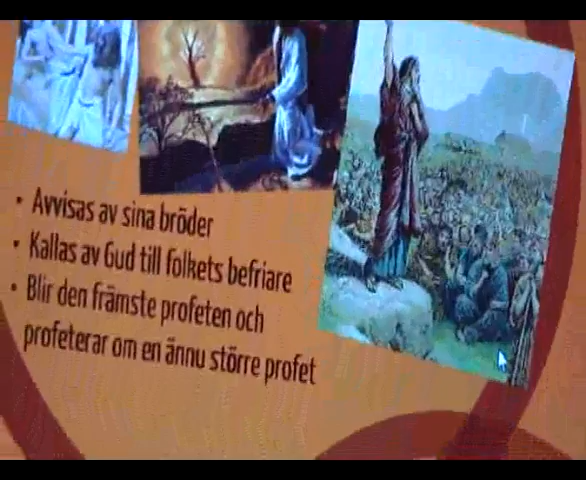 • Avvisas av sina bröder
• Kallas av Gud till folkets befriare
• Blir den främste profeten och
profeterar om en ännu större profet